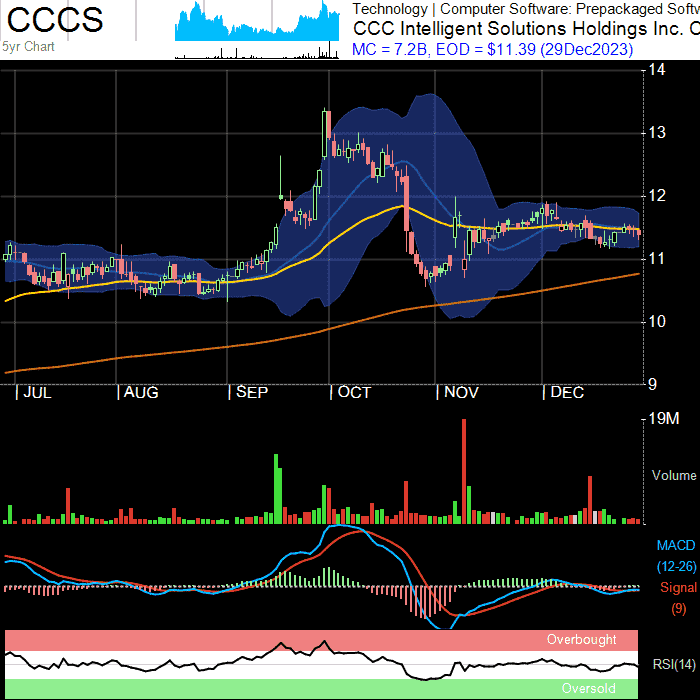 CCCS
5yr Chart
Technology | Computer Software: Prepackaged Softw
CCC Intelligent Solutions Holdings Inc. C
MC = 7.2B, EOD = $11.39 (29Dec2023)
14
13
12
11
10
9
| JUL | AUG | SEP | OCT | NOV | DEC
19M
Volume
MACD
(12-26)
Signal
(9)
Overbought
RSI(14)
Oversold